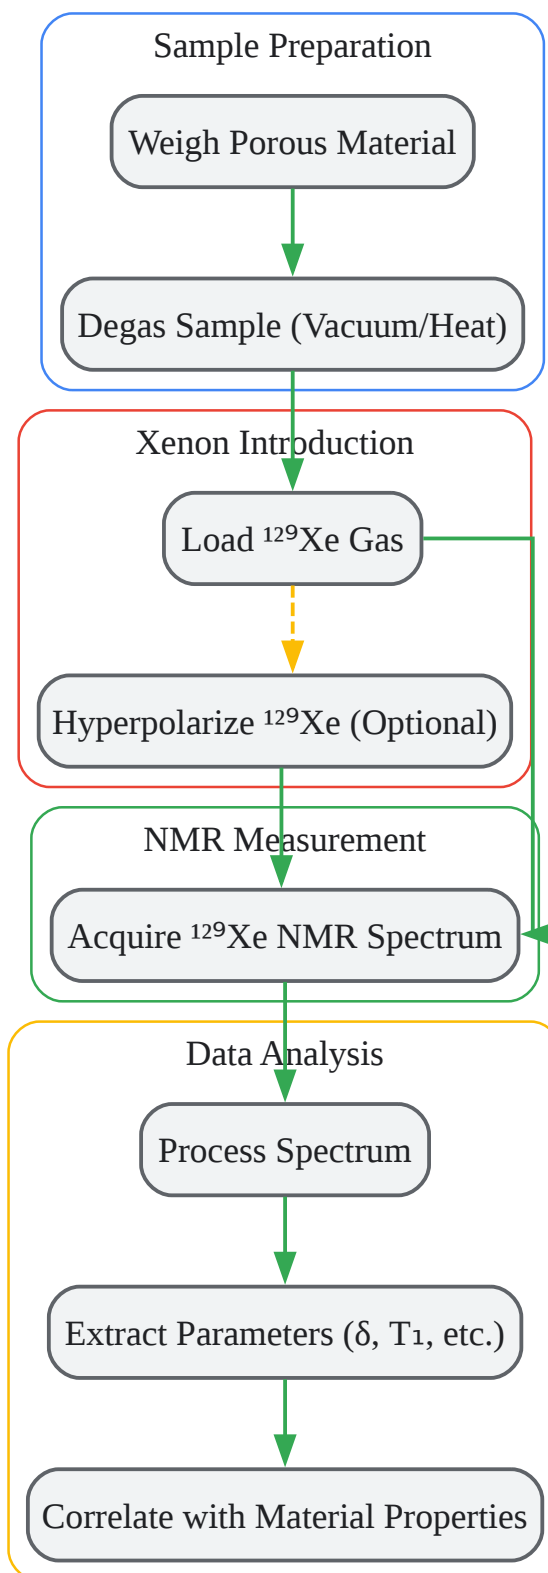 Sample Preparation
Weigh Porous Material
Degas Sample (Vacuum/Heat)
Xenon Introduction
Load ¹²⁹Xe Gas
Hyperpolarize ¹²⁹Xe (Optional)
NMR Measurement
Acquire ¹²⁹Xe NMR Spectrum
Data Analysis
Process Spectrum
Extract Parameters (δ, T₁, etc.)
Correlate with Material Properties